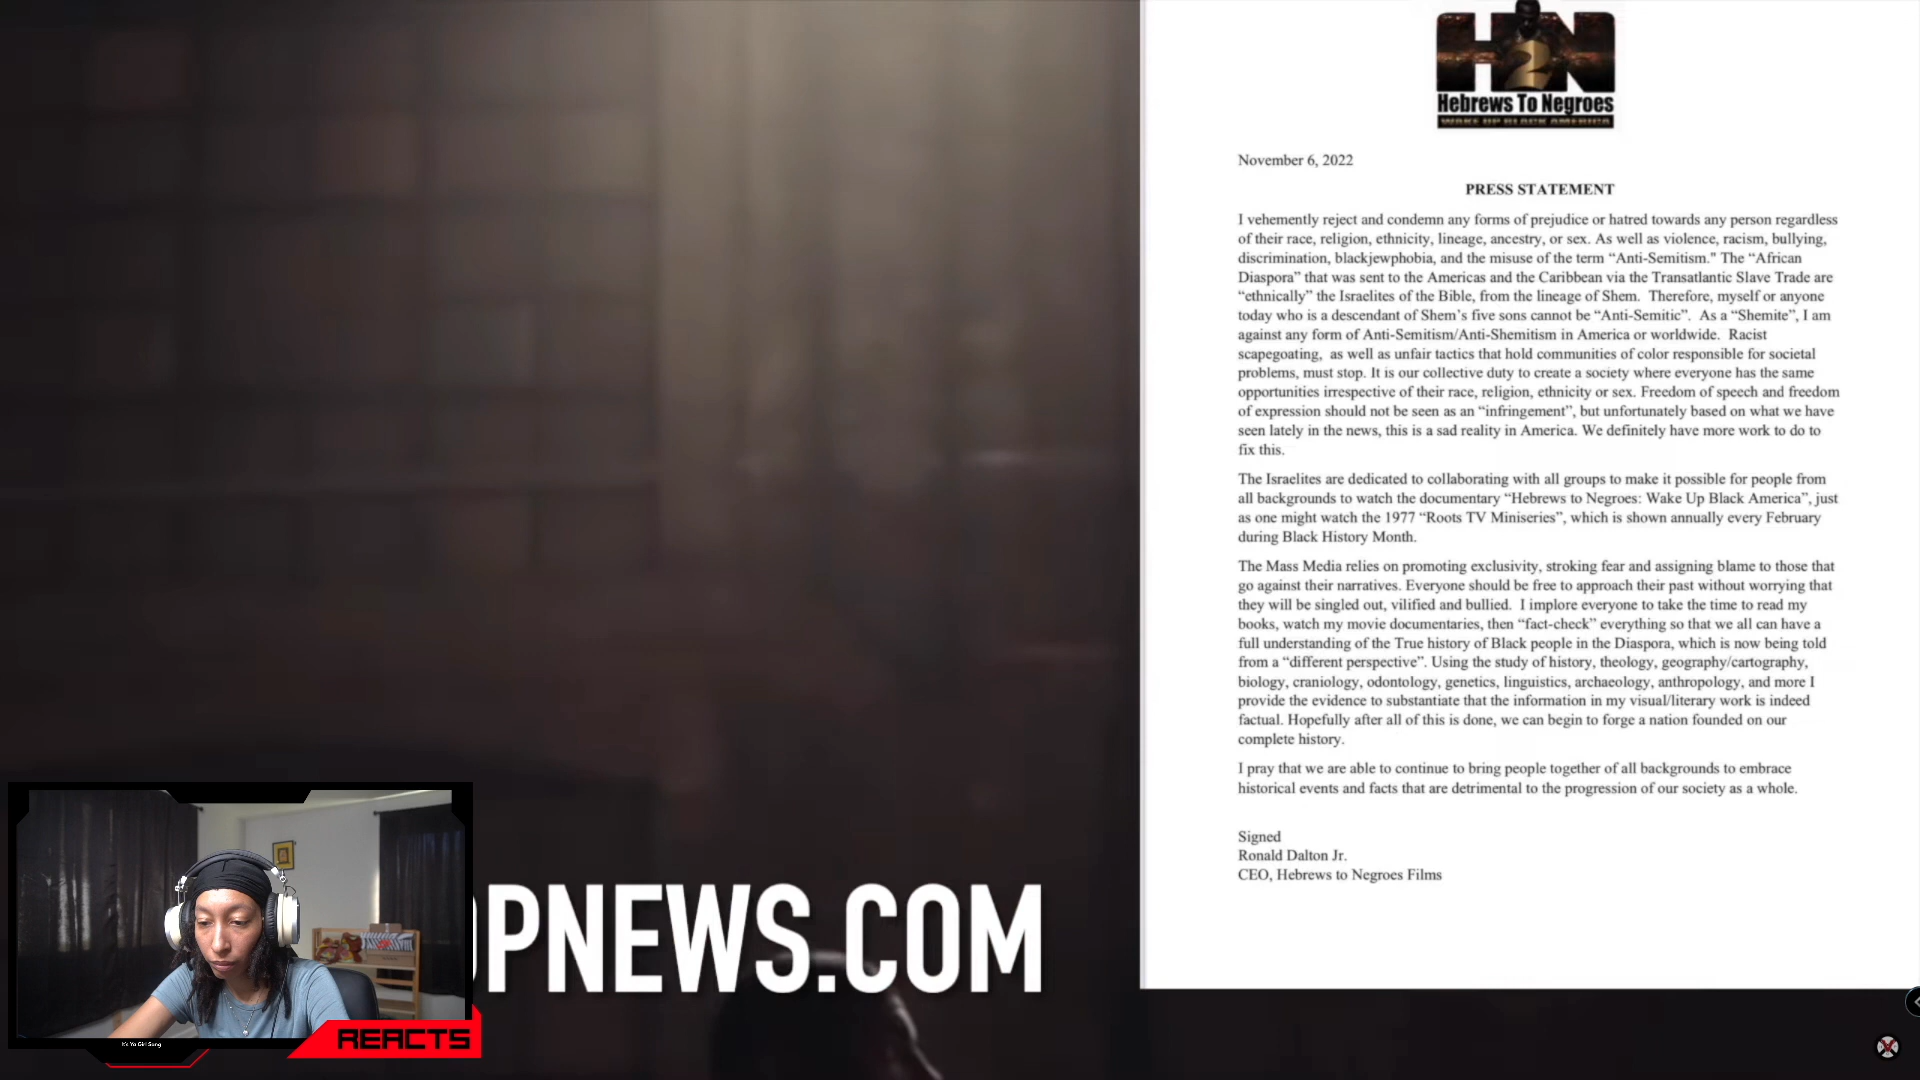 H2N
Hebrews To Negroes
WAKE UP BLACK AMERICA
November 6, 2022
PRESS STATEMENT
I vehemently reject and condemn any forms of prejudice or hatred towards any person regardless
of their race, religion, ethnicity, lineage, ancestry, or sex. As well as violence, racism, bullying,
discrimination, blackjewphobia, and the misuse of the term “Anti-Semitism." The “African
Diaspora” that was sent to the Americas and the Caribbean via the Transatlantic Slave Trade are
“ethnically” the Israelites of the Bible, from the lineage of Shem.  Therefore, myself or anyone
today who is a descendant of Shem’s five sons cannot be “Anti-Semitic”.  As a “Shemite”, I am
against any form of Anti-Semitism/Anti-Shemitism in America or worldwide.  Racist
scapegoating,  as well as unfair tactics that hold communities of color responsible for societal
problems, must stop. It is our collective duty to create a society where everyone has the same
opportunities irrespective of their race, religion, ethnicity or sex. Freedom of speech and freedom
of expression should not be seen as an “infringement”, but unfortunately based on what we have
seen lately in the news, this is a sad reality in America. We definitely have more work to do to
fix this.
The Israelites are dedicated to collaborating with all groups to make it possible for people from
all backgrounds to watch the documentary “Hebrews to Negroes: Wake Up Black America”, just
as one might watch the 1977 “Roots TV Miniseries”, which is shown annually every February
during Black History Month.
The Mass Media relies on promoting exclusivity, stroking fear and assigning blame to those that
go against their narratives. Everyone should be free to approach their past without worrying that
they will be singled out, vilified and bullied.  I implore everyone to take the time to read my
books, watch my movie documentaries, then “fact-check” everything so that we all can have a
full understanding of the True history of Black people in the Diaspora, which is now being told
from a “different perspective”. Using the study of history, theology, geography/cartography,
biology, craniology, odontology, genetics, linguistics, archaeology, anthropology, and more I
provide the evidence to substantiate that the information in my visual/literary work is indeed
factual. Hopefully after all of this is done, we can begin to forge a nation founded on our
complete history.
I pray that we are able to continue to bring people together of all backgrounds to embrace
historical events and facts that are detrimental to the progression of our society as a whole.
Signed
Ronald Dalton Jr.
CEO, Hebrews to Negroes Films
OPNEWS.COM
REACTS
It's Ya Girl Sung